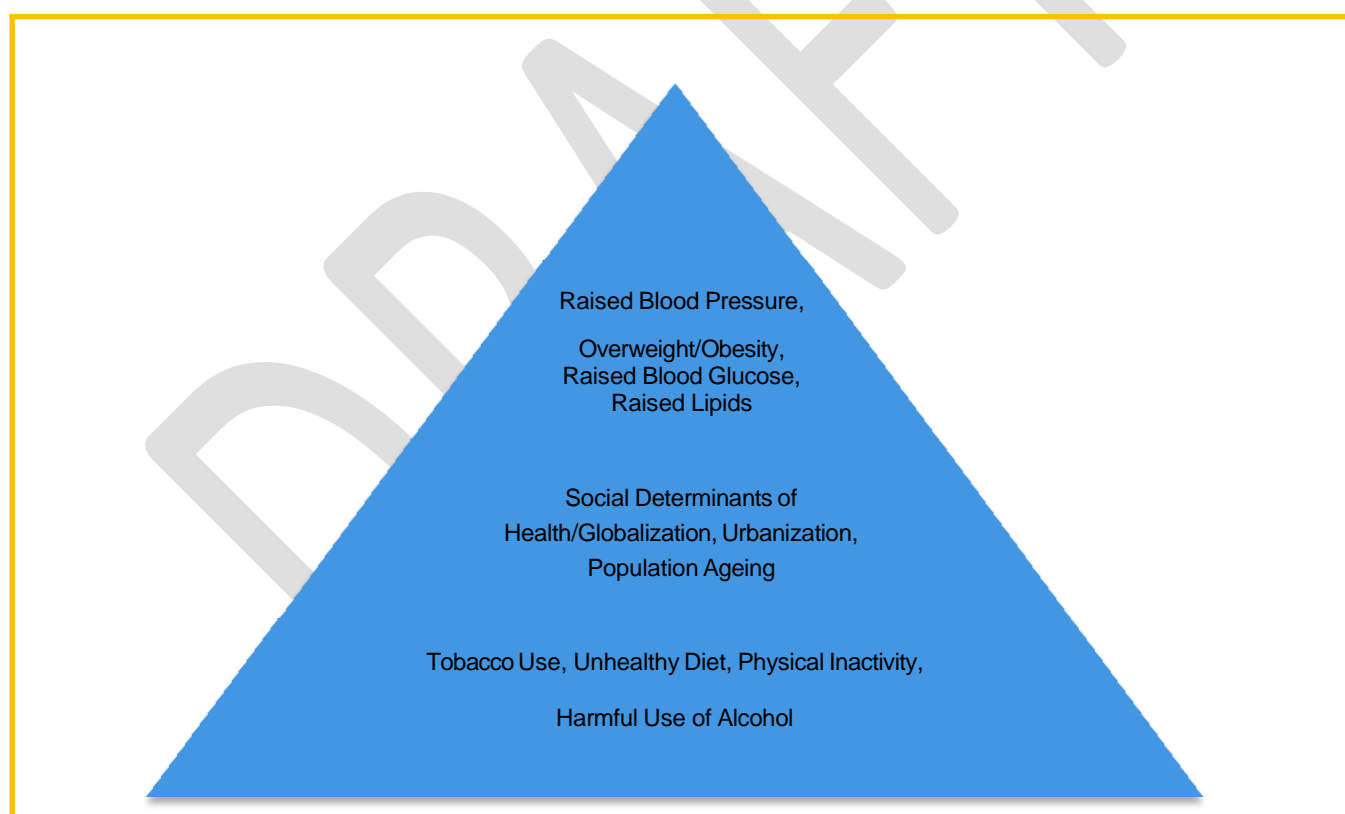 Raised Blood Pressure,
Overweight/Obesity,
Raised Blood Glucose,
Raised Lipids
Social Determinants of
Health/Globalization, Urbanization,
Population Ageing
Tobacco Use, Unhealthy Diet, Physical Inactivity,
Harmful Use of Alcohol